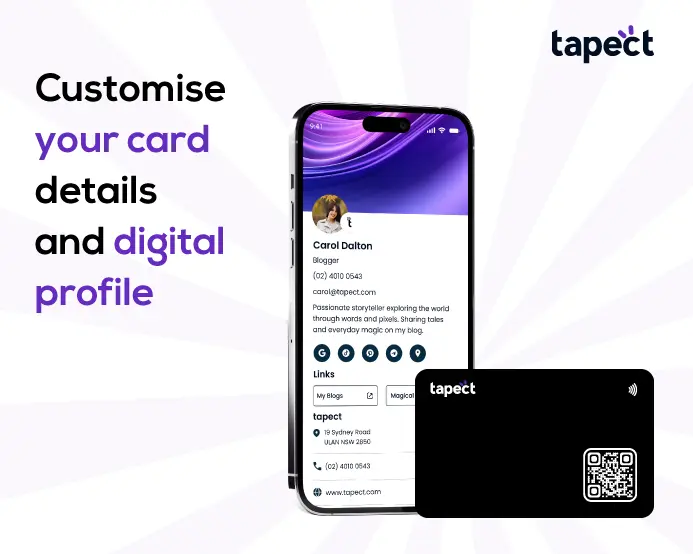 tapect
Customise
your card
details
and digital
profile
9:41
t
Carol Dalton
Blogger
(02) 4010 0543
carol@tapect.com
Passionate storyteller exploring the world
through words and pixels. Sharing tales
and everyday magic on my blog.
Links
My Blogs
Magical
tapect
19 Sydney Road
ULAN NSW 2850
(02) 4010 0543
www.tapect.com
tapect